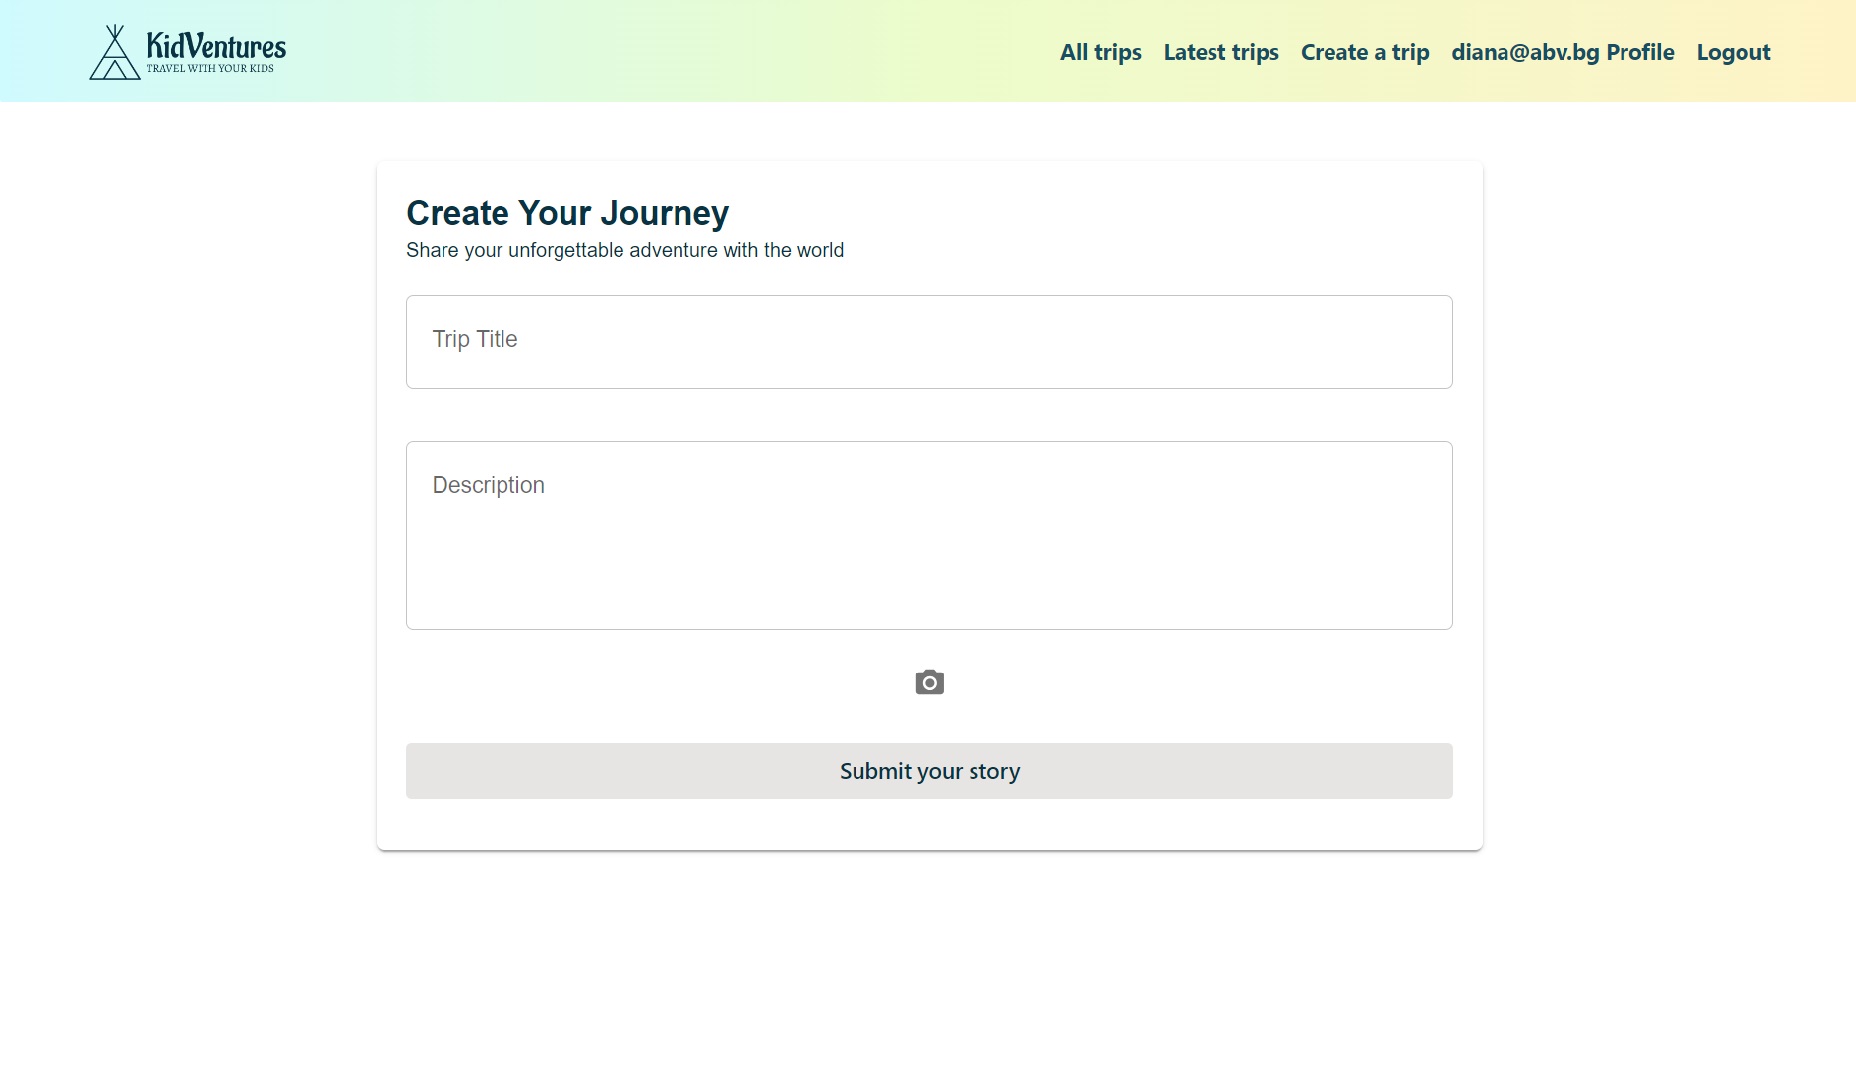 KidVentures
TRAVEL WITH YOUR KIDS
All trips Latest trips Create a trip diana@abv.bg Profile Logout
Create Your Journey
Share your unforgettable adventure with the world
Trip Title
Description
Submit your story